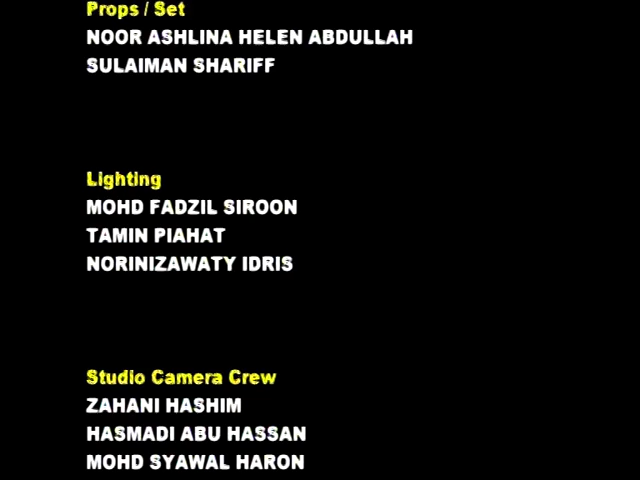 Props / Set
NOOR ASHLINA HELEN ABDULLAH
SULAIMAN SHARIFF
Lighting
MOHD FADZIL SIROON
TAMIN PIAHAT
NORINIZAWATY IDRIS
Studio Camera Crew
ZAHANI HASHIM
HASMADI ABU HASSAN
MOHD SYAWAL HARON